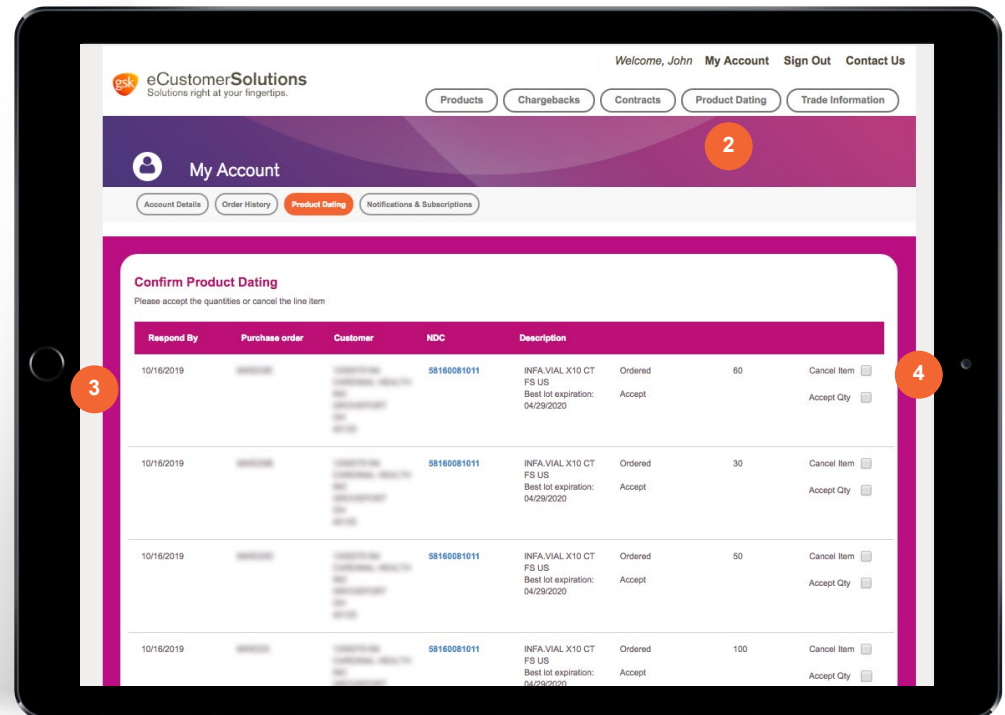 Welcome, John My Account Sign Out Contact Us
gsk eCustomerSolutions
Solutions right at your fingertips.
Products Chargebacks Contracts Product Dating Trade Information
2
My Account
Account Details Order History Product Dating Notifications & Subscriptions
Confirm Product Dating
Please accept the quantities or cancel the line item
Respond By Purchase order Customer NDC Description
3
4
10/16/2019 58160081011 INFA.VIAL X10 CT Ordered 60 Cancel Item
FS US
Best lot expiration: Accept Accept Qty
04/29/2020
10/16/2019 58160081011 INFA.VIAL X10 CT Ordered 30 Cancel Item
FS US
Best lot expiration: Accept Accept Qty
04/29/2020
10/16/2019 58160081011 INFA.VIAL X10 CT Ordered 50 Cancel Item
FS US
Best lot expiration: Accept Accept Qty
04/29/2020
10/16/2019 58160081011 INFA.VIAL X10 CT Ordered 100 Cancel Item
FS US
Best lot expiration: Accept Accept Qty
04/29/2020